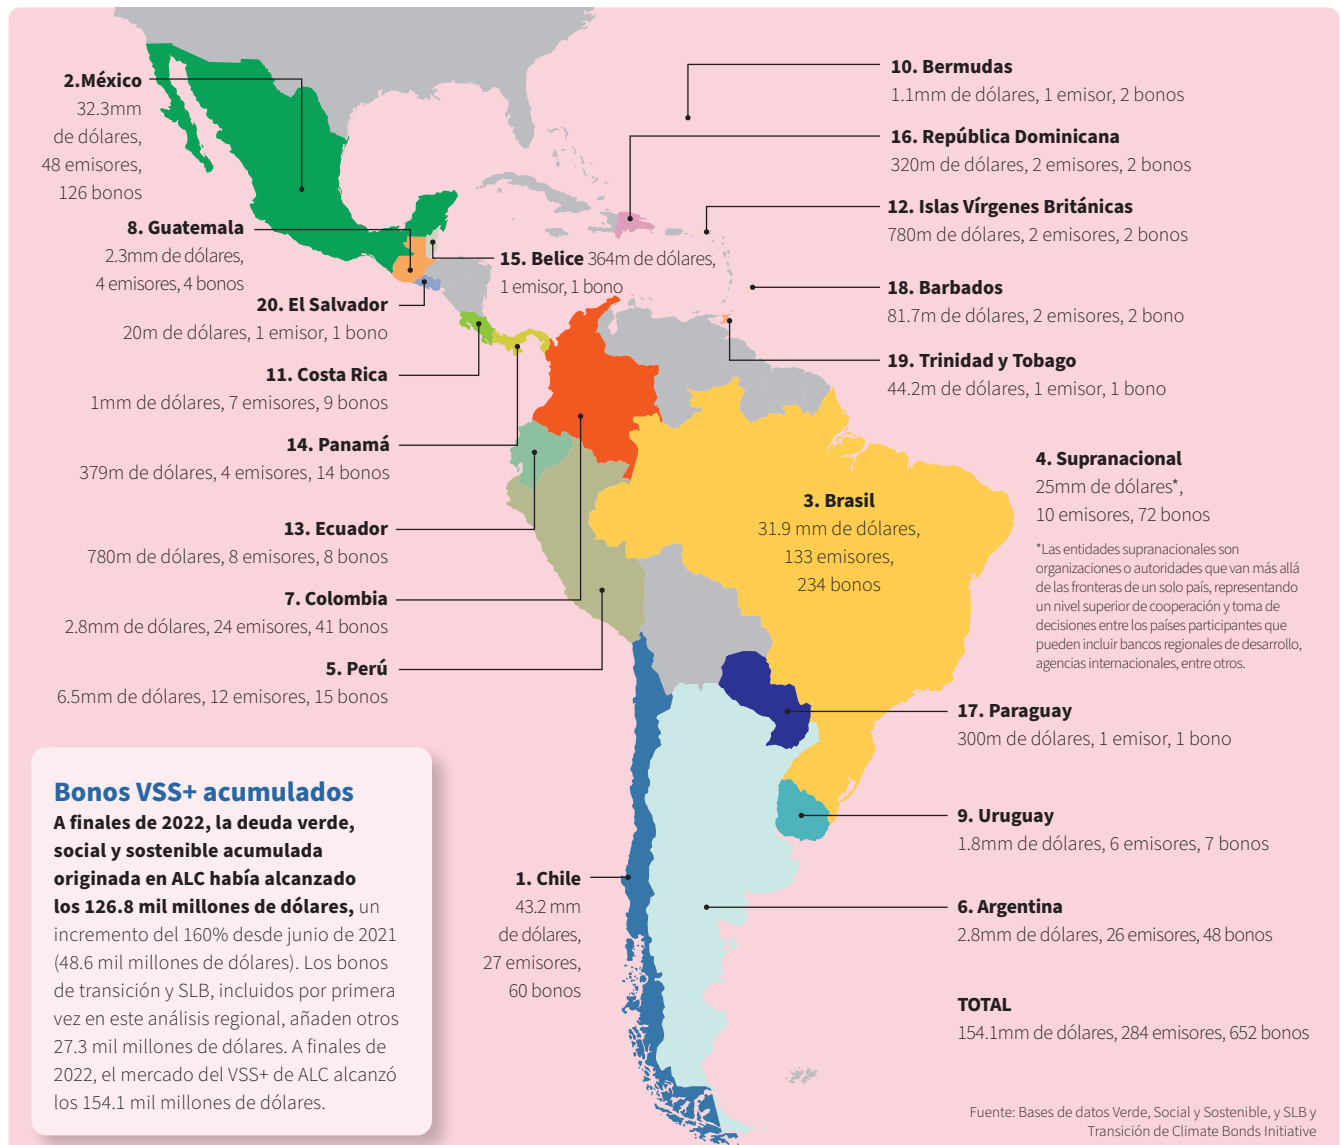 2.México
32.3mm
de dólares,
48 emisores,
126 bonos
8. Guatemala
2.3mm de dólares,
4 emisores, 4 bonos
20. El Salvador
20m de dólares, 1 emisor, 1 bono
11. Costa Rica
1mm de dólares, 7 emisores, 9 bonos
14. Panamá
379m de dólares, 4 emisores, 14 bonos
13. Ecuador
780m de dólares, 8 emisores, 8 bonos
7. Colombia
2.8mm de dólares, 24 emisores, 41 bonos
5. Perú
6.5mm de dólares, 12 emisores, 15 bonos
15. Belice 364m de dólares,
1 emisor, 1 bono
10. Bermudas
1.1mm de dólares, 1 emisor, 2 bonos
16. República Dominicana
320m de dólares, 2 emisores, 2 bonos
12. Islas Vírgenes Británicas
780m de dólares, 2 emisores, 2 bonos
18. Barbados
81.7m de dólares, 2 emisores, 2 bono
19. Trinidad y Tobago
44.2m de dólares, 1 emisor, 1 bono
4. Supranacional
25mm de dólares*,
10 emisores, 72 bonos
*Las entidades supranacionales son
organizaciones o autoridades que van más allá
de las fronteras de un solo país, representando
un nivel superior de cooperación y toma de
decisiones entre los países participantes que
pueden incluir bancos regionales de desarrollo,
agencias internacionales, entre otros.
3. Brasil
31.9 mm de dólares,
133 emisores,
234 bonos
17. Paraguay
300m de dólares, 1 emisor, 1 bono
9. Uruguay
1.8mm de dólares, 6 emisores, 7 bonos
6. Argentina
2.8mm de dólares, 26 emisores, 48 bonos
1. Chile
43.2 mm
de dólares,
27 emisores,
60 bonos
TOTAL
154.1mm de dólares, 284 emisores, 652 bonos
Bonos VSS+ acumulados
A finales de 2022, la deuda verde,
social y sostenible acumulada
originada en ALC había alcanzado
los 126.8 mil millones de dólares, un
incremento del 160% desde junio de 2021
(48.6 mil millones de dólares). Los bonos
de transición y SLB, incluidos por primera
vez en este análisis regional, añaden otros
27.3 mil millones de dólares. A finales de
2022, el mercado del VSS+ de ALC alcanzó
los 154.1 mil millones de dólares.
Fuente: Bases de datos Verde, Social y Sostenible, y SLB y
Transición de Climate Bonds Initiative